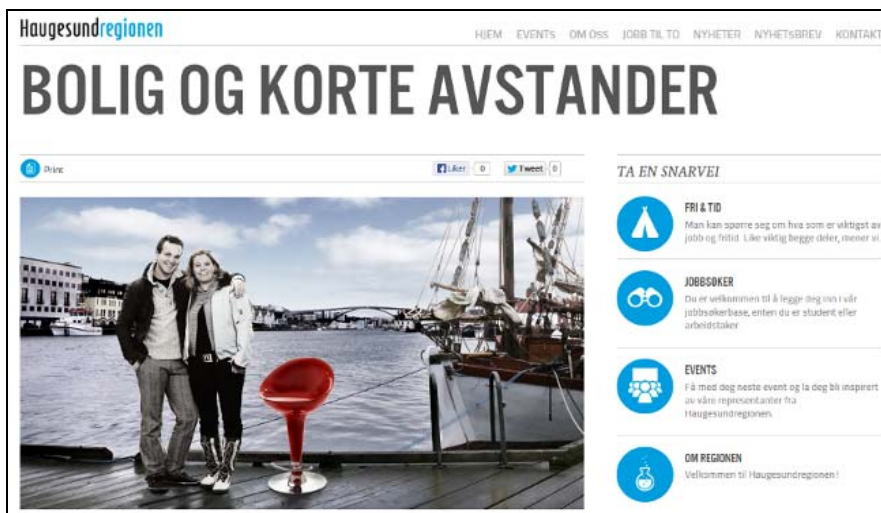 Haugesundregionen
HJEM EVENTS OM OSS JOBB TIL TO NYHETER NYHETSBREV KONTAKT
BOLIG OG KORTE AVSTANDER
Print
Liker 0 Tweet 0
TA EN SNARVEI
FRI & TID
Man kan spørre seg om hva som er viktigst av
jobb og fritid. Like viktig begge deler, mener vi.
JOBBSØKER
Du er velkommen til å legge deg inn i vår
jobbsøkerbase, enten du er student eller
arbeidstaker
EVENTS
Få med deg neste event og la deg bli inspirert
av våre representanter fra
Haugesundregionen.
OM REGIONEN
Velkommen til Haugesundregionen!